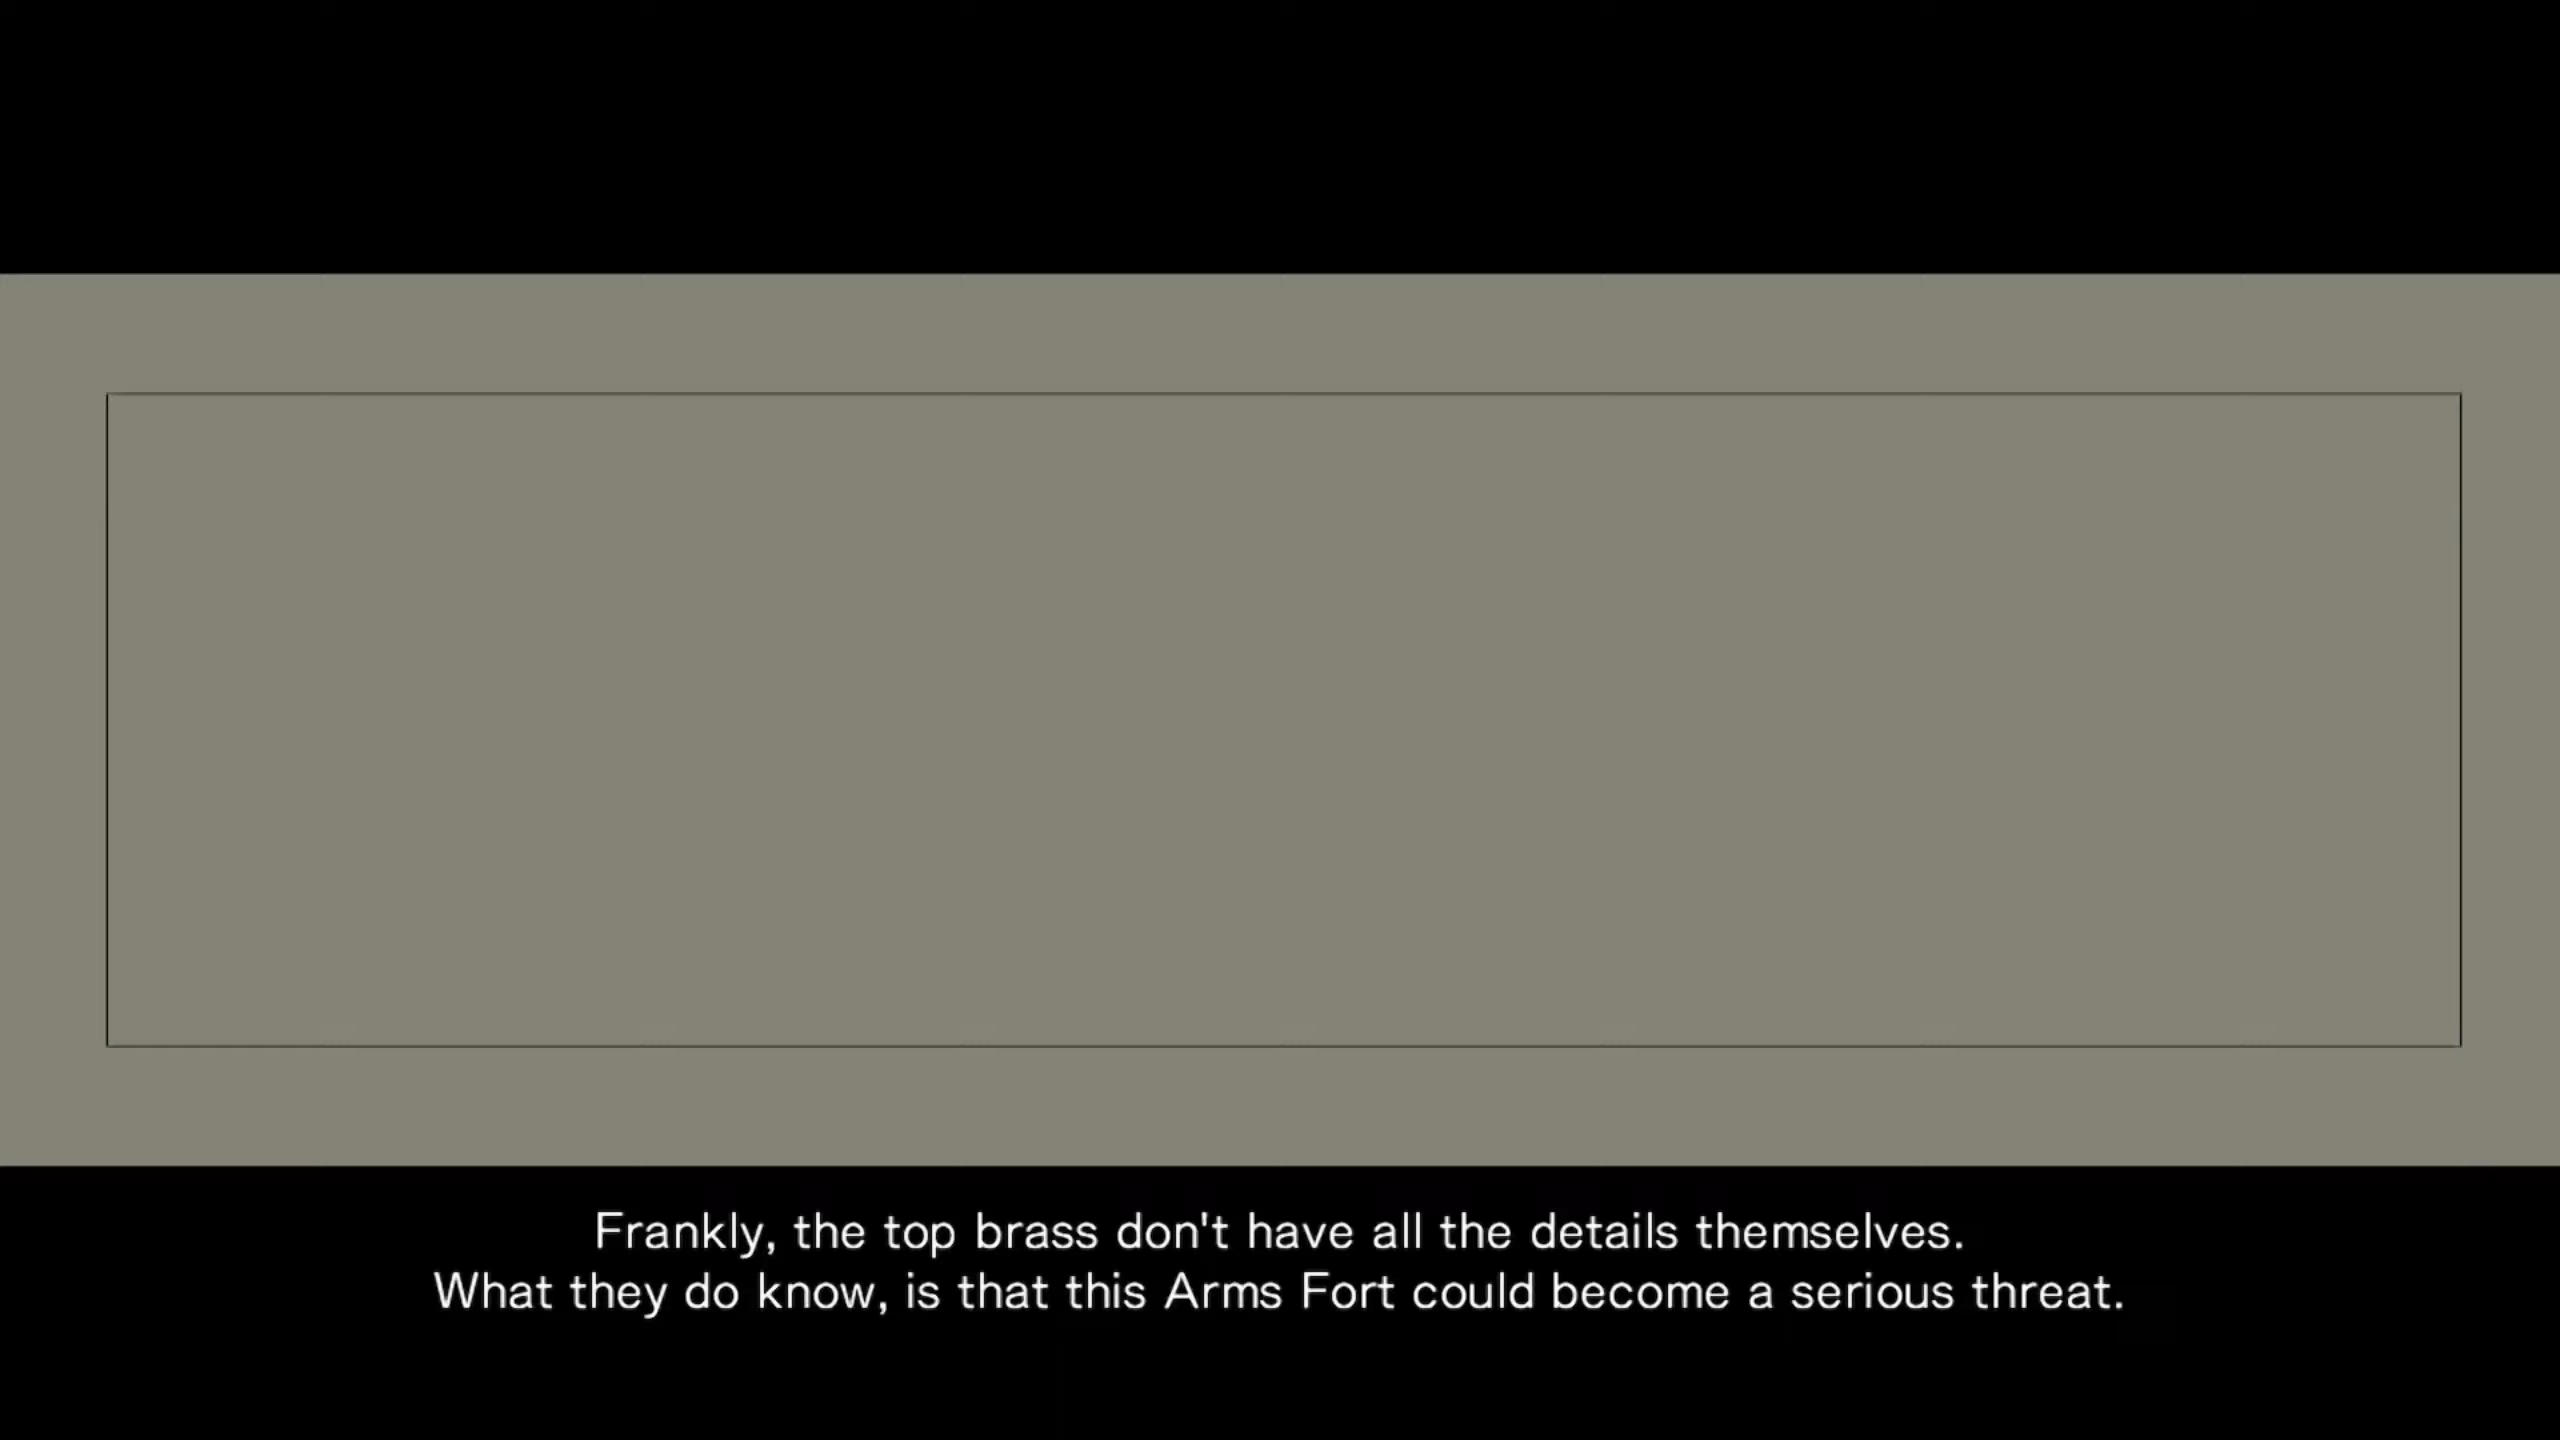 Frankly, the top brass don't have all the details themselves.
What they do know, is that this Arms Fort could become a serious threat.